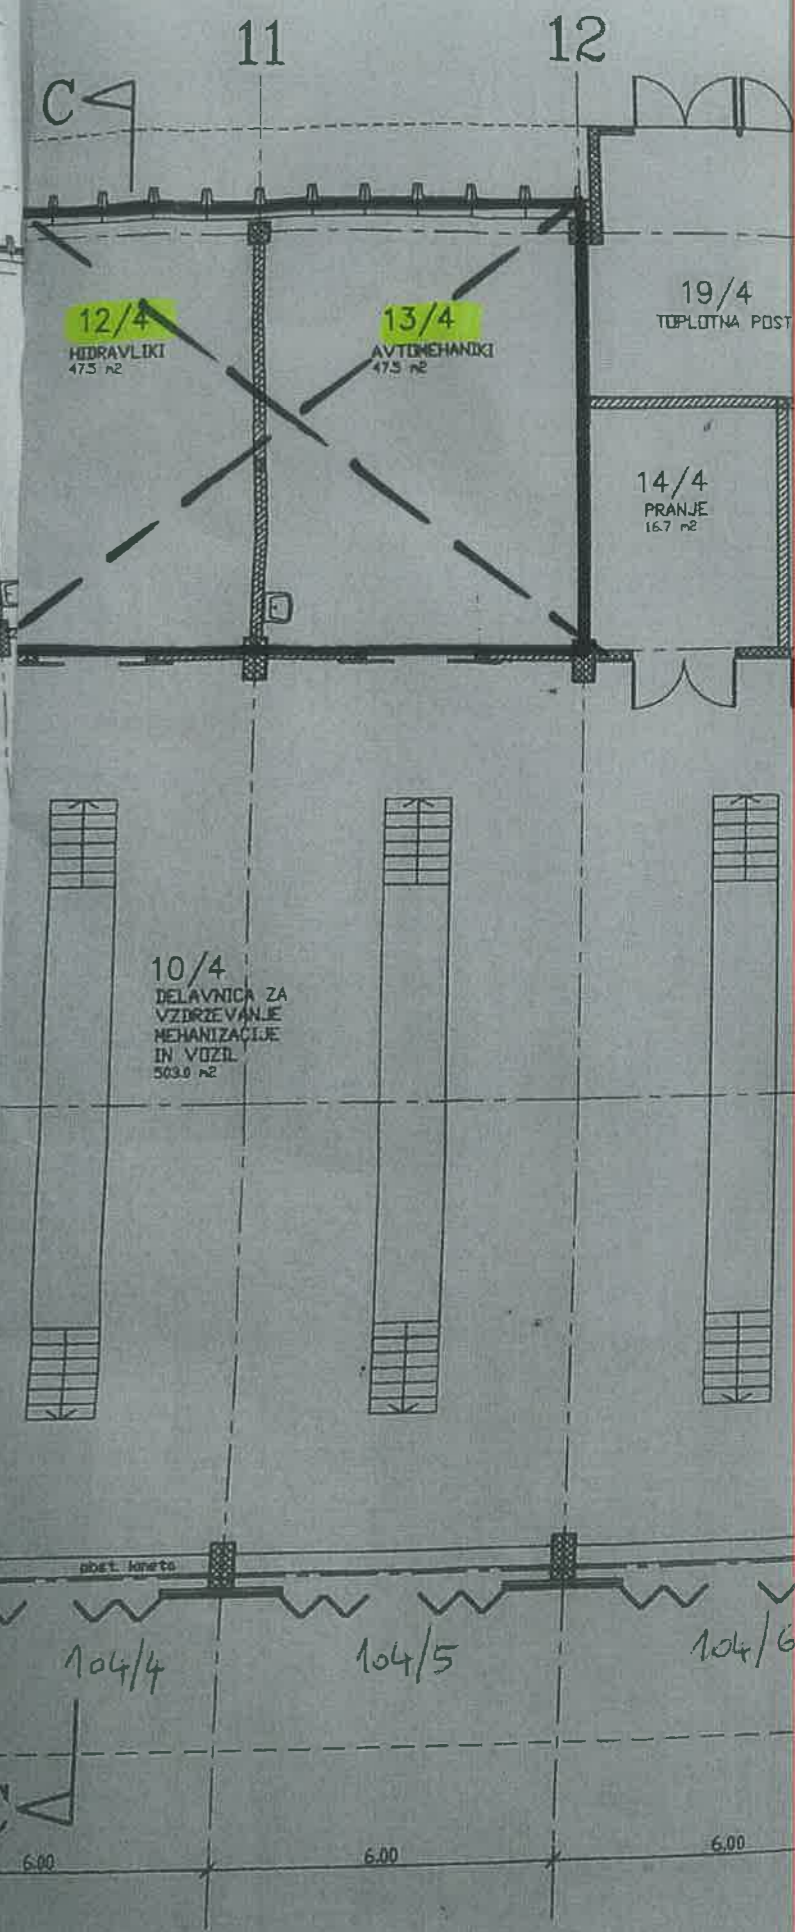 11
12
C
12/4
HIDRAVLIKI
47.5 m2
13/4
AVTOMEHANIKI
47.5 m2
19/4
TOPLOTNA POST
14/4
PRANJE
16.7 m2
10/4
DELAVNICA ZA
VZDRZEVANJE
MEHANIZACIJE
IN VOZIL
503.0 m2
obst. kineta
104/4
104/5
104/6
6.00
6.00
6.00